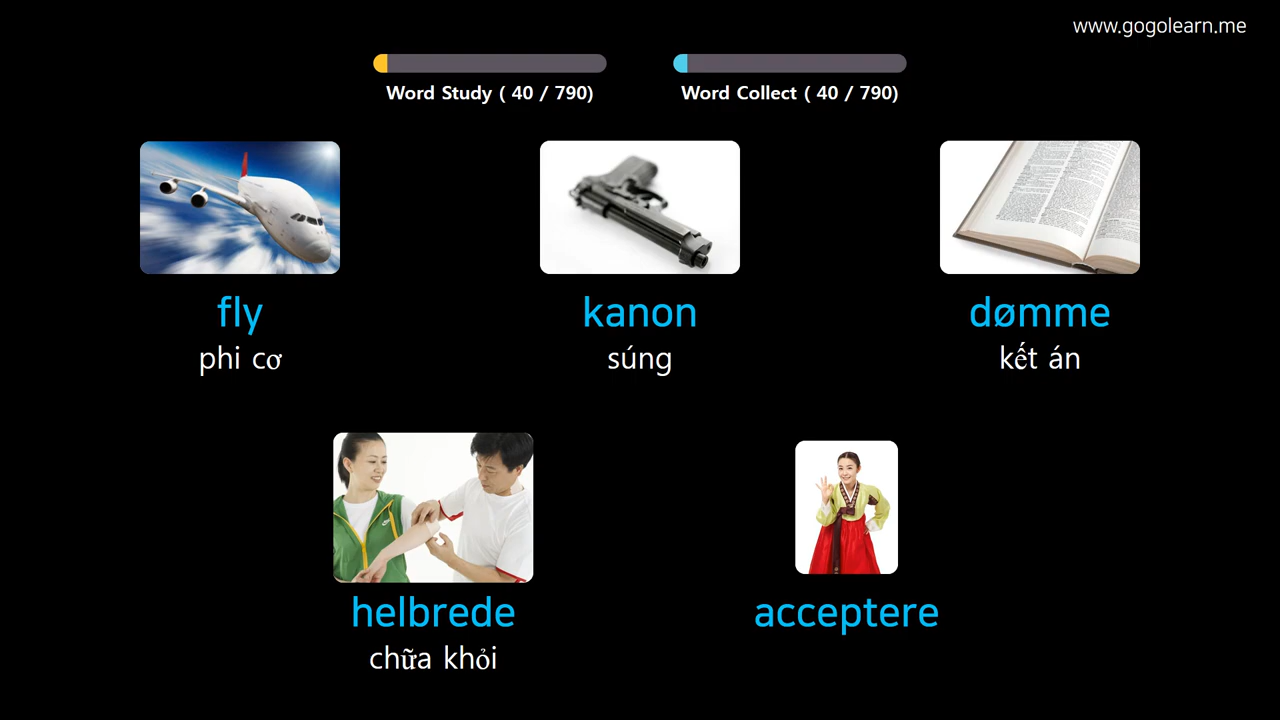 www.gogolearn.me
Word Study ( 40 / 790)
Word Collect ( 40 / 790)
fly
phi cơ
kanon
súng
dømme
kết án
helbrede
chữa khỏi
acceptere